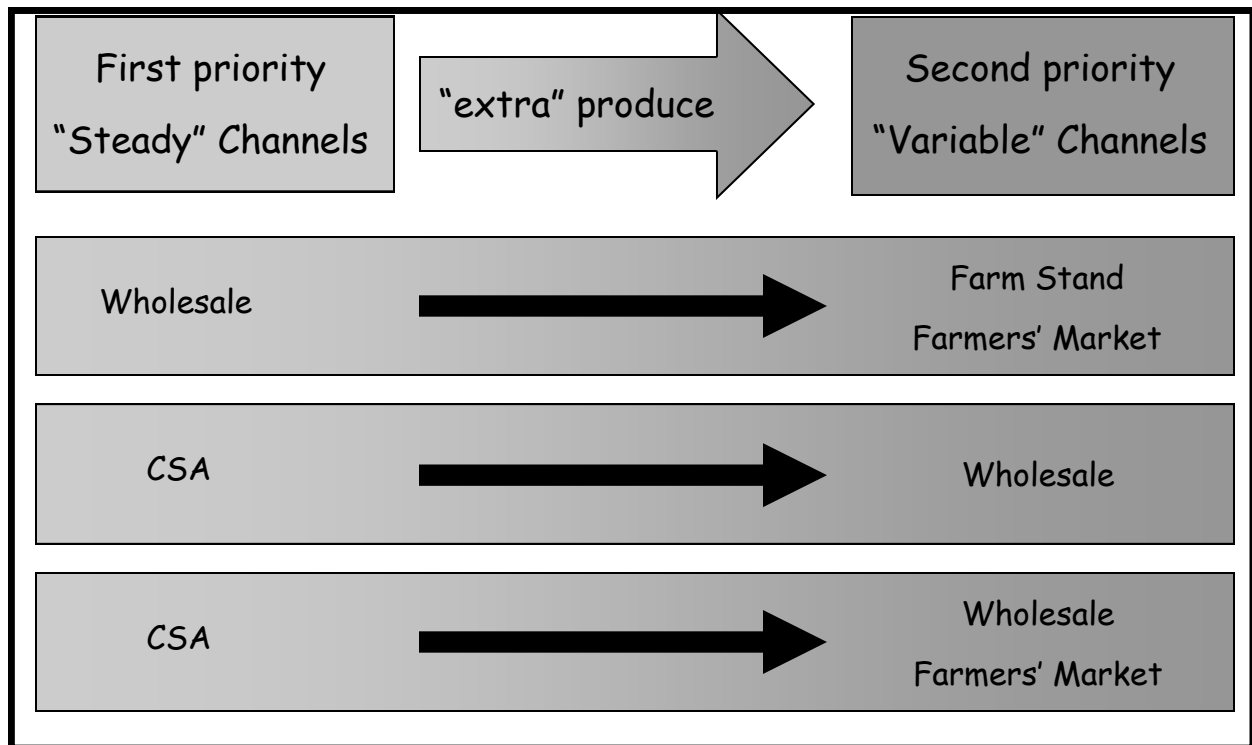 First priority
“Steady” Channels
“extra” produce
Second priority
“Variable” Channels
Wholesale
Farm Stand
Farmers’ Market
CSA
Wholesale
CSA
Wholesale
Farmers’ Market